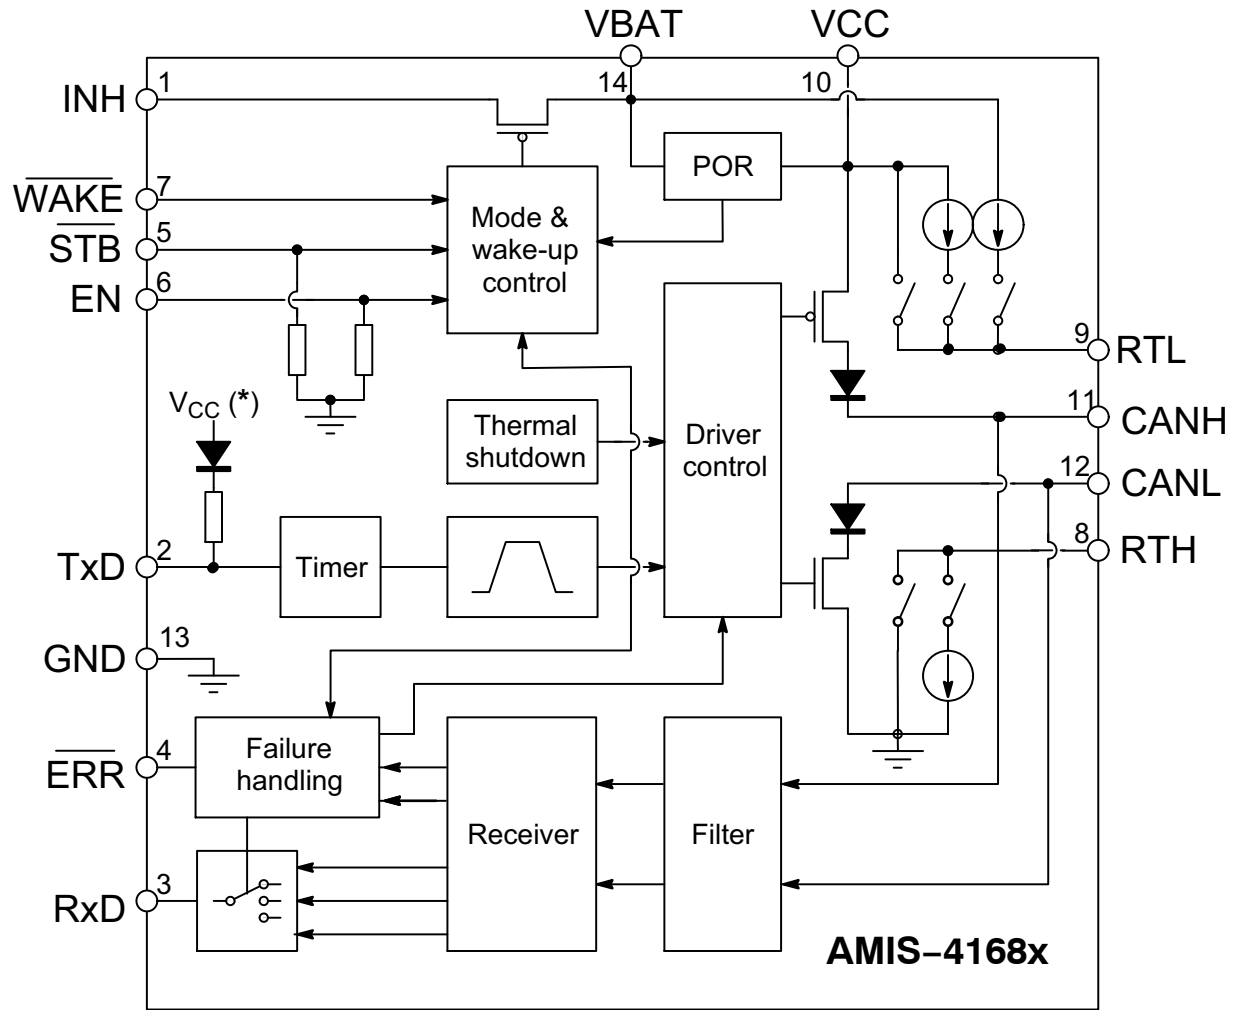 VBAT VCC
INH 1 14 10
WAKE 7 POR
STB 5 Mode &
wake-up
control
EN 6
9 RTL
VCC (*)
11 CANH
Thermal
shutdown
Driver
control
12 CANL
TxD 2 Timer
8 RTH
GND 13
ERR 4 Failure
handling
Receiver Filter
RxD 3
AMIS–4168x